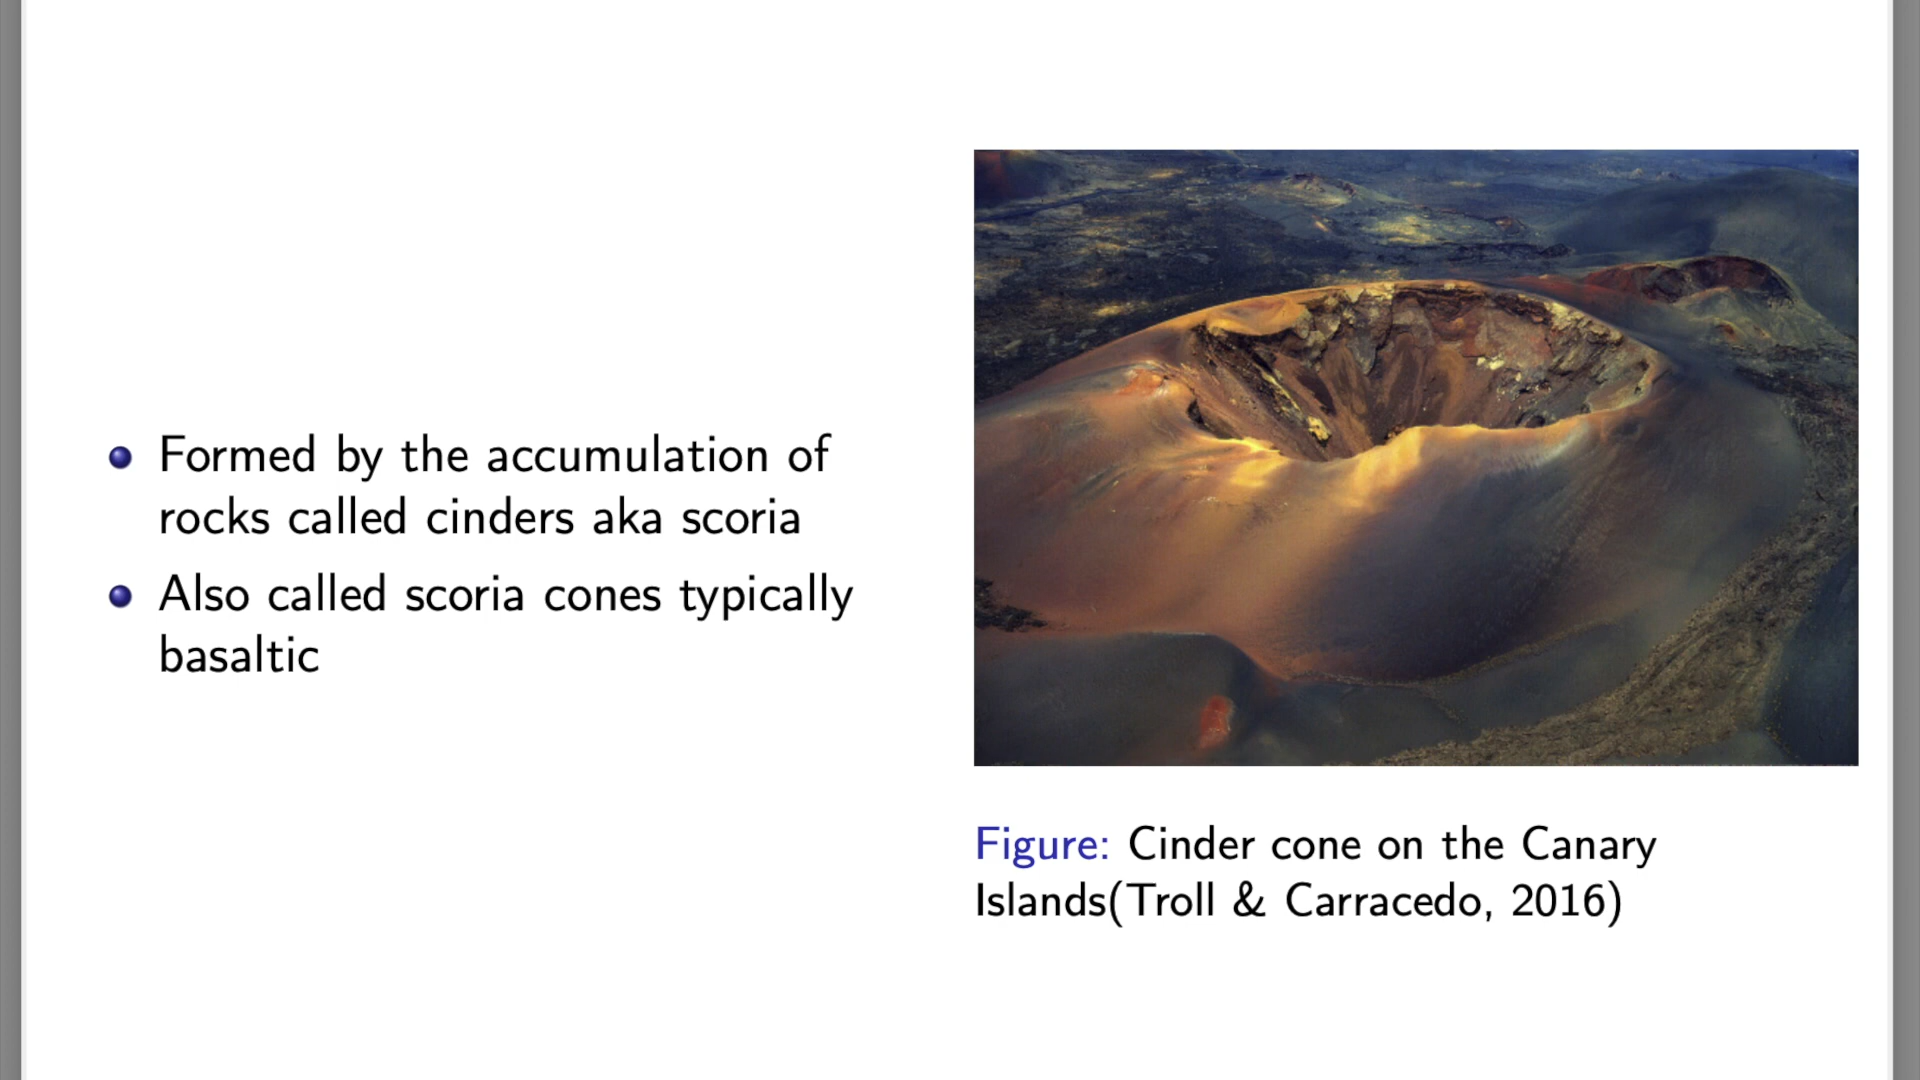 Formed by the accumulation of
rocks called cinders aka scoria
Also called scoria cones typically
basaltic
Figure: Cinder cone on the Canary
Islands(Troll & Carracedo, 2016)